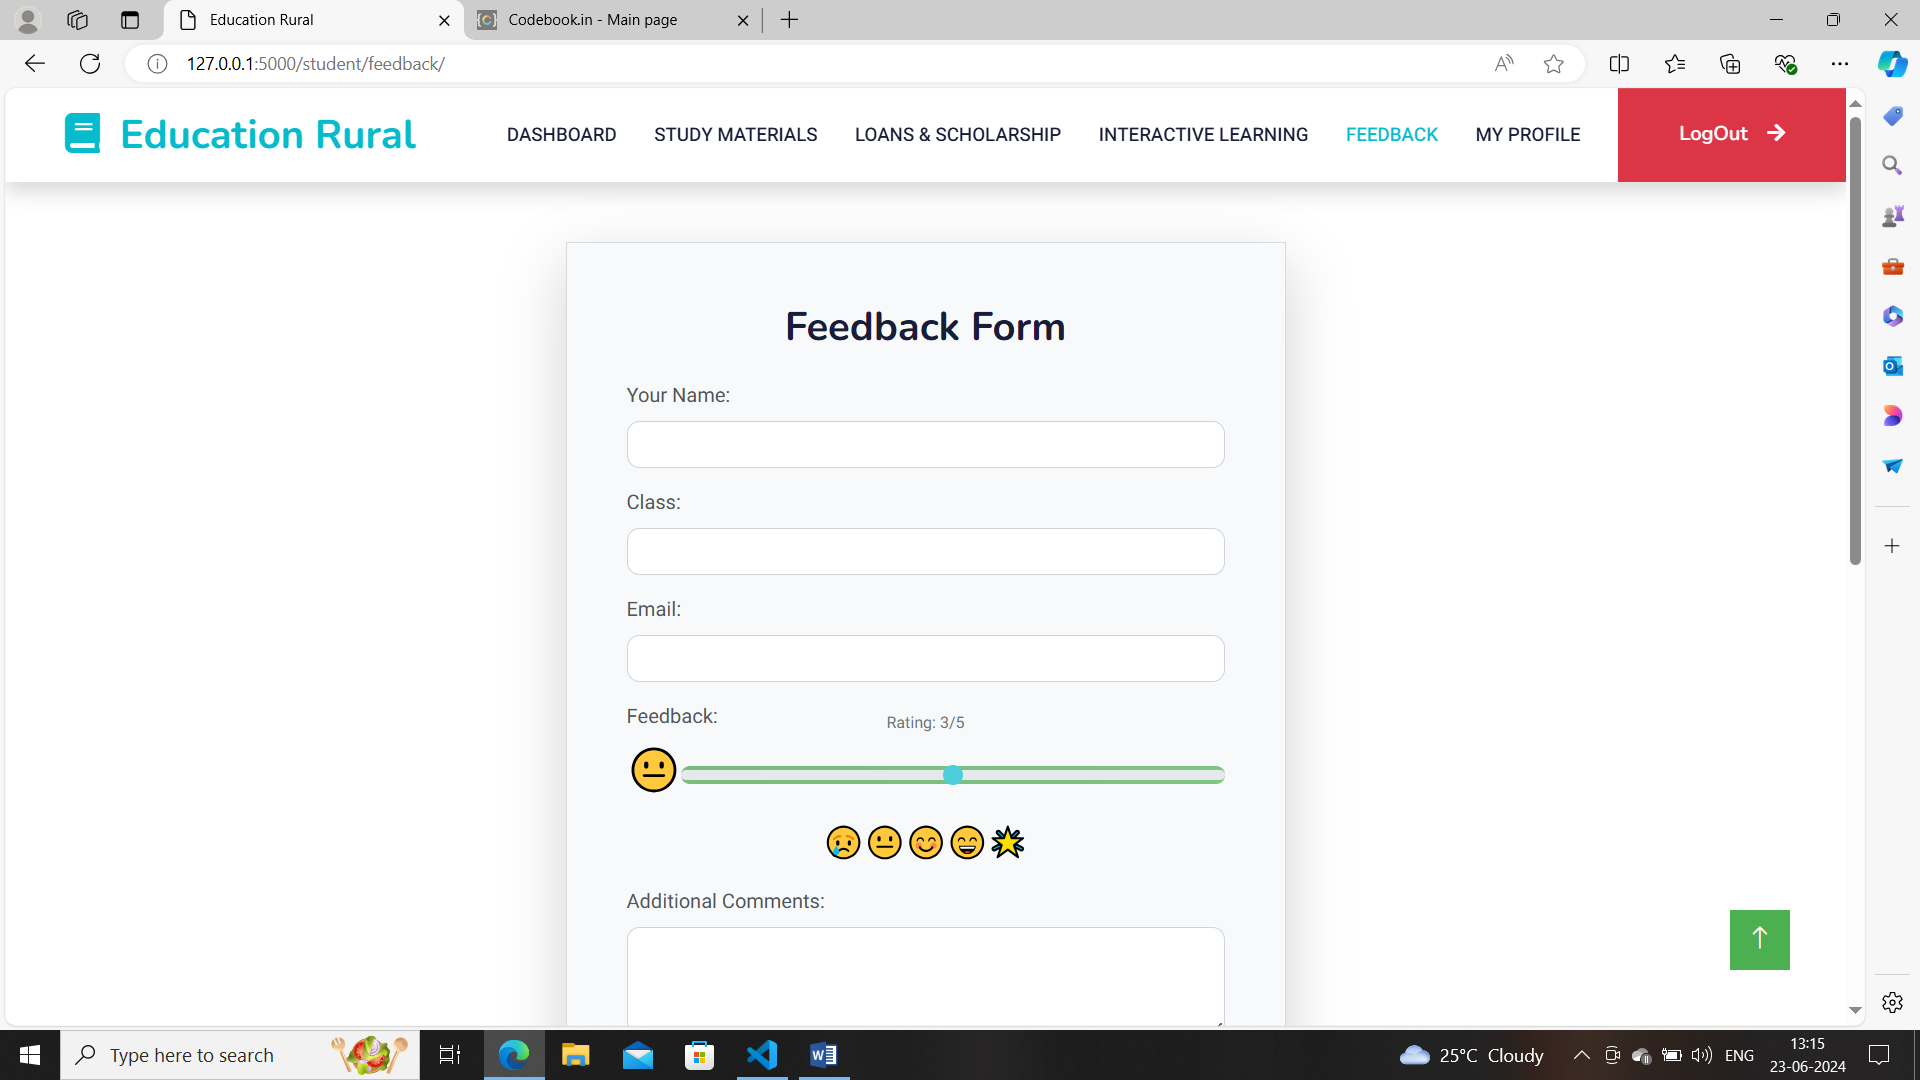 Education Rural
Codebook.in - Main page
127.0.0.1:5000/student/feedback/
Education Rural
DASHBOARD
STUDY MATERIALS
LOANS & SCHOLARSHIP
INTERACTIVE LEARNING
FEEDBACK
MY PROFILE
LogOut
Feedback Form
Your Name:
Class:
Email:
Feedback:
Rating: 3/5
Additional Comments:
Type here to search
25°C Cloudy
ENG
13:15
23-06-2024